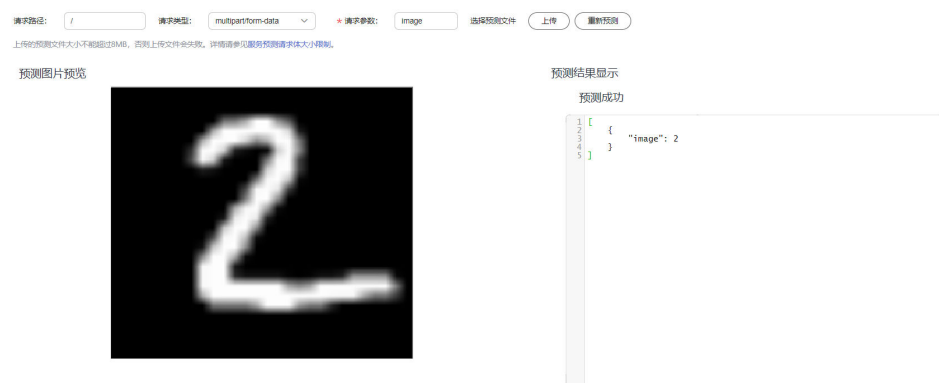 请求路径： / 请求类型： multipart/form-data * 请求参数： image 选择预测文件 上传 重新预测
上传的预测文件大小不能超过8MB，否则上传文件会失败。详情请参见服务预测请求体大小限制。
预测图片预览 预测结果显示
预测成功
2
1 [
2 {
3 "image": 2
4 }
5 ]